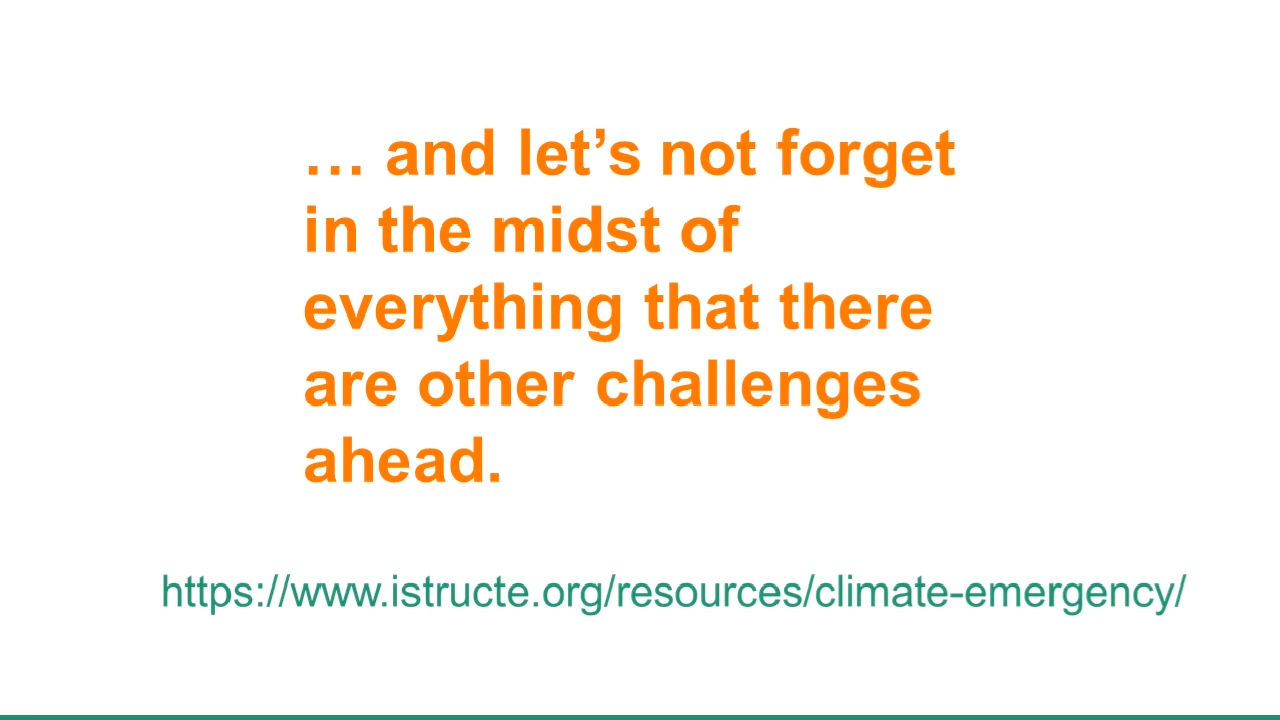 … and let’s not forget
in the midst of
everything that there
are other challenges
ahead.
https://www.istructe.org/resources/climate-emergency/